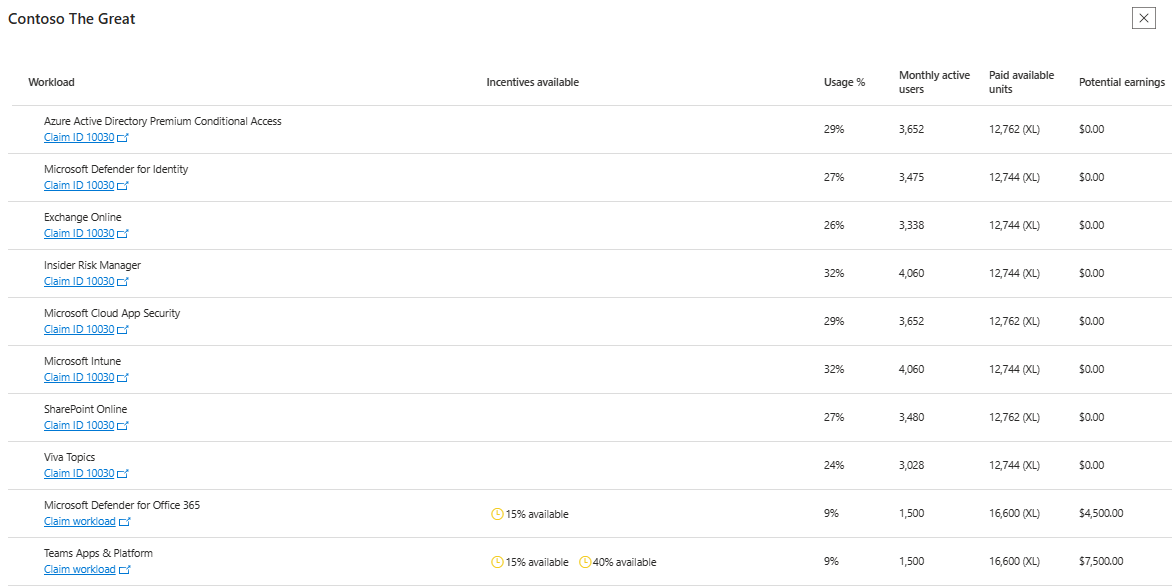 Contoso The Great
Workload Incentives available Usage % Monthly active users Paid available units Potential earnings
Azure Active Directory Premium Conditional Access
Claim ID 10030 29% 3,652 12,762 (XL) $0.00
Microsoft Defender for Identity
Claim ID 10030 27% 3,475 12,744 (XL) $0.00
Exchange Online
Claim ID 10030 26% 3,338 12,744 (XL) $0.00
Insider Risk Manager
Claim ID 10030 32% 4,060 12,744 (XL) $0.00
Microsoft Cloud App Security
Claim ID 10030 29% 3,652 12,762 (XL) $0.00
Microsoft Intune
Claim ID 10030 32% 4,060 12,744 (XL) $0.00
SharePoint Online
Claim ID 10030 27% 3,480 12,762 (XL) $0.00
Viva Topics
Claim ID 10030 24% 3,028 12,744 (XL) $0.00
Microsoft Defender for Office 365
Claim workload 15% available 9% 1,500 16,600 (XL) $4,500.00
Teams Apps & Platform
Claim workload 15% available 40% available 9% 1,500 16,600 (XL) $7,500.00